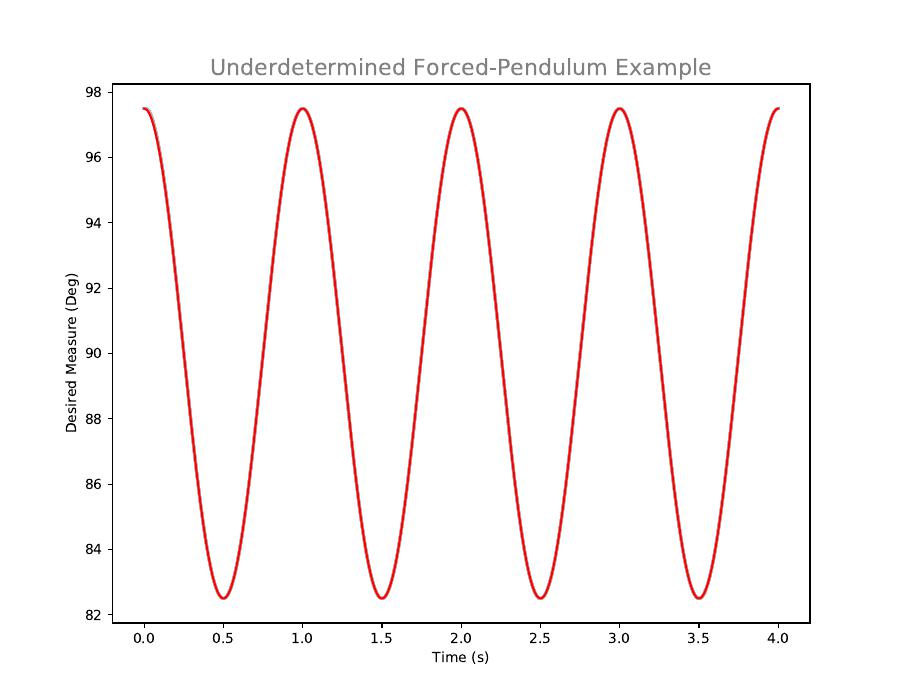 Underdetermined Forced-Pendulum Example
98
96
94
92
90
88
86
84
82
Desired Measure (Deg)
0.0 0.5 1.0 1.5 2.0 2.5 3.0 3.5 4.0
Time (s)